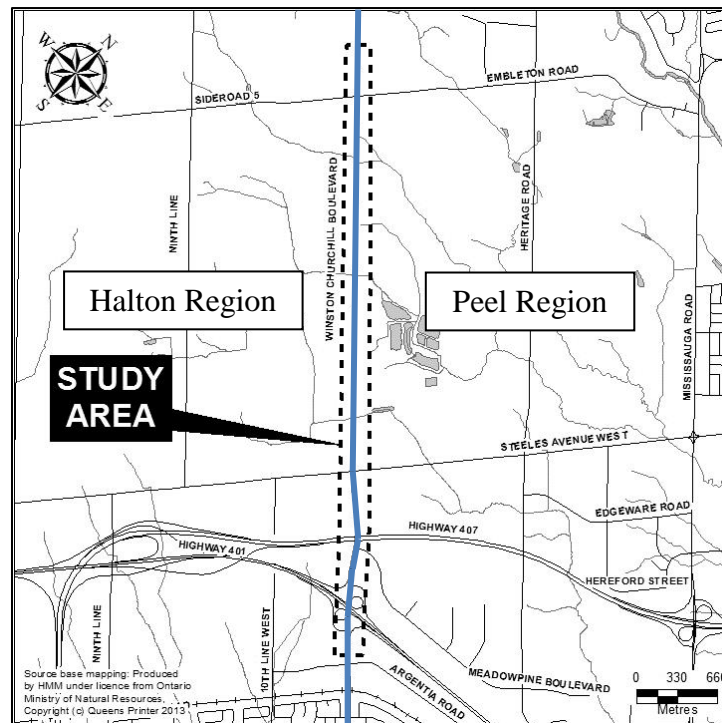 N
W
S
E
EMBLETON ROAD
SIDEROAD 5
WINSTON CHURCHILL BOULEVARD
NINTH LINE
HERITAGE ROAD
Halton Region
Peel Region
MISSISSAUGA ROAD
STUDY
AREA
STEELES AVENUE WEST
EDGEWARE ROAD
HIGHWAY 407
HIGHWAY 401
HEREFORD STREET
NINTH LINE
10TH LINE WEST
ARGENTIA ROAD
MEADOWPINE BOULEVARD
Source base mapping: Produced
by HMM under licence from Ontario
Ministry of Natural Resources,
Copyright (c) Queens Printer 2013
0 330 660
Metres